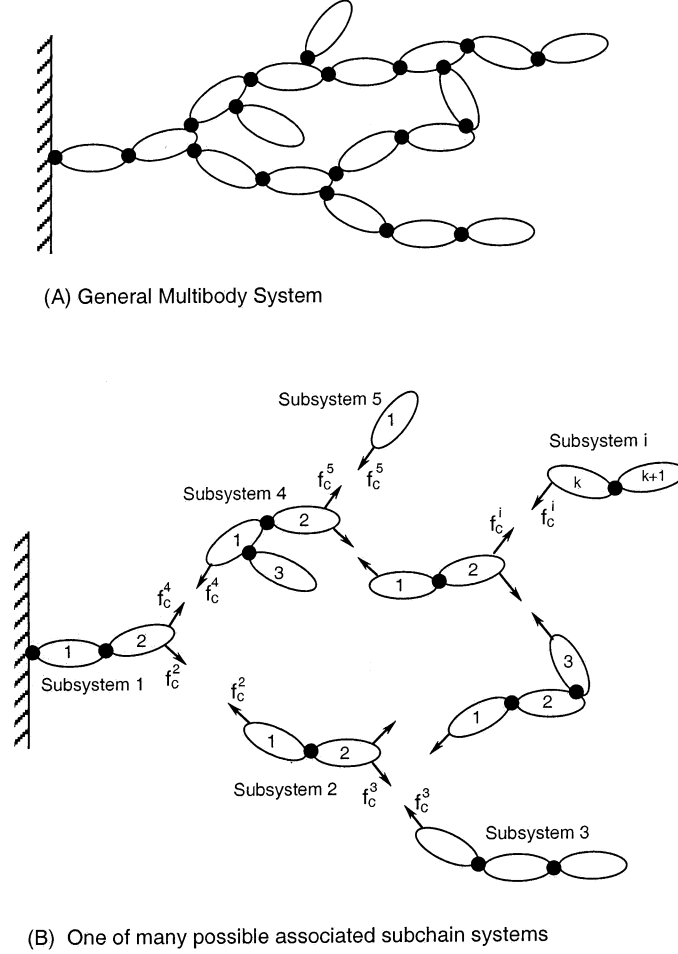 (A) General Multibody System
Subsystem 5
1
Subsystem i
k
k+1
f_c^5
f_c^5
Subsystem 4
2
1
3
f_c^i
f_c^i
1
2
f_c^4
f_c^4
1
2
Subsystem 1
f_c^2
3
1
2
f_c^2
1
2
Subsystem 2
f_c^3
f_c^3
Subsystem 3
(B) One of many possible associated subchain systems